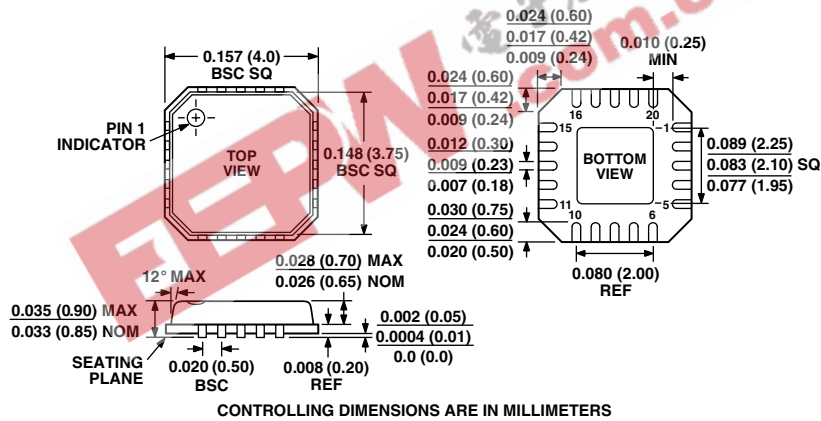 0.157 (4.0)
BSC SQ
PIN 1
INDICATOR
TOP
VIEW
0.148 (3.75)
BSC SQ
0.024 (0.60)
0.017 (0.42)
0.009 (0.24)
0.010 (0.25)
MIN
0.024 (0.60)
0.017 (0.42)
0.009 (0.24)
0.012 (0.30)
0.009 (0.23)
0.007 (0.18)
0.030 (0.75)
0.024 (0.60)
0.020 (0.50)
16
20
15
1
BOTTOM
VIEW
11
5
10
6
0.089 (2.25)
0.083 (2.10) SQ
0.077 (1.95)
0.080 (2.00)
REF
12° MAX
0.028 (0.70) MAX
0.026 (0.65) NOM
0.035 (0.90) MAX
0.033 (0.85) NOM
SEATING
PLANE
0.020 (0.50)
BSC
0.008 (0.20)
REF
0.002 (0.05)
0.0004 (0.01)
0.0 (0.0)
CONTROLLING DIMENSIONS ARE IN MILLIMETERS
EEPW.com.c